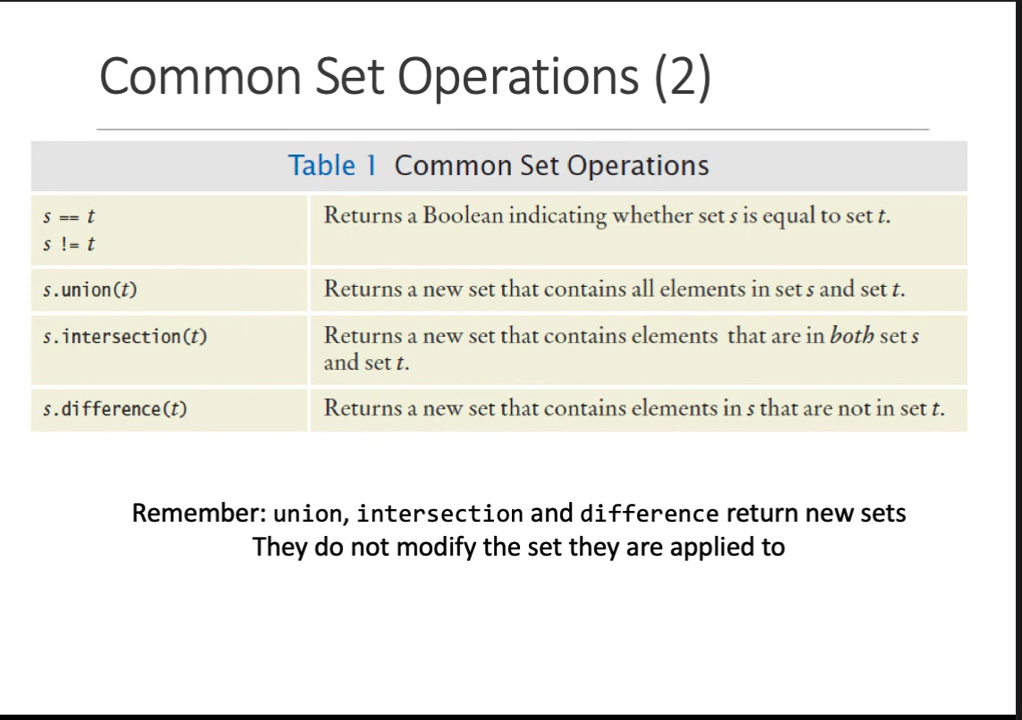 Common Set Operations (2)
Table 1 Common Set Operations
s == t
s != t
Returns a Boolean indicating whether set s is equal to set t.
s.union(t)
Returns a new set that contains all elements in set s and set t.
s.intersection(t)
Returns a new set that contains elements that are in both set s
and set t.
s.difference(t)
Returns a new set that contains elements in s that are not in set t.
Remember: union, intersection and difference return new sets
They do not modify the set they are applied to